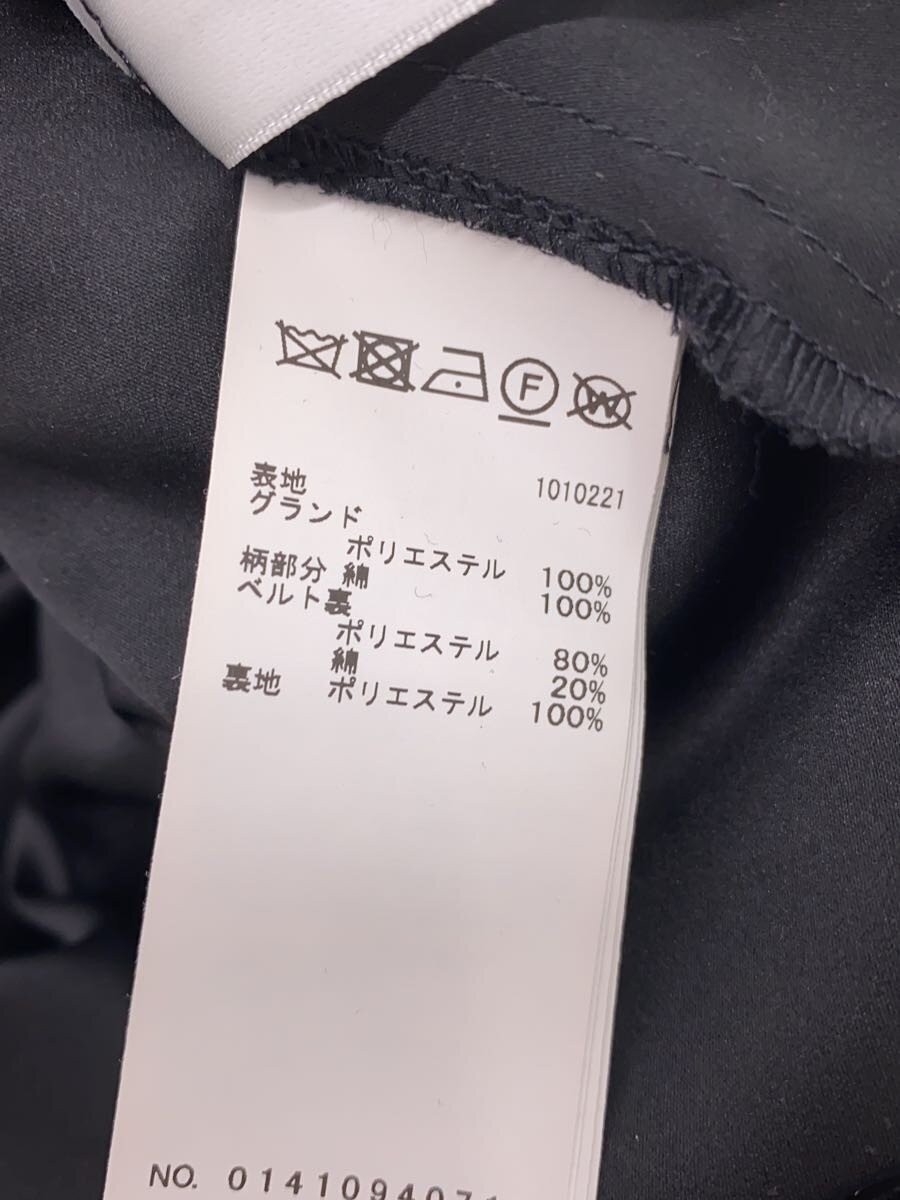 F W
表地 1010221
グランド
ポリエステル 100%
柄部分 綿 100%
ベルト裏
ポリエステル 80%
綿 20%
裏地 ポリエステル 100%
NO. 0141094071